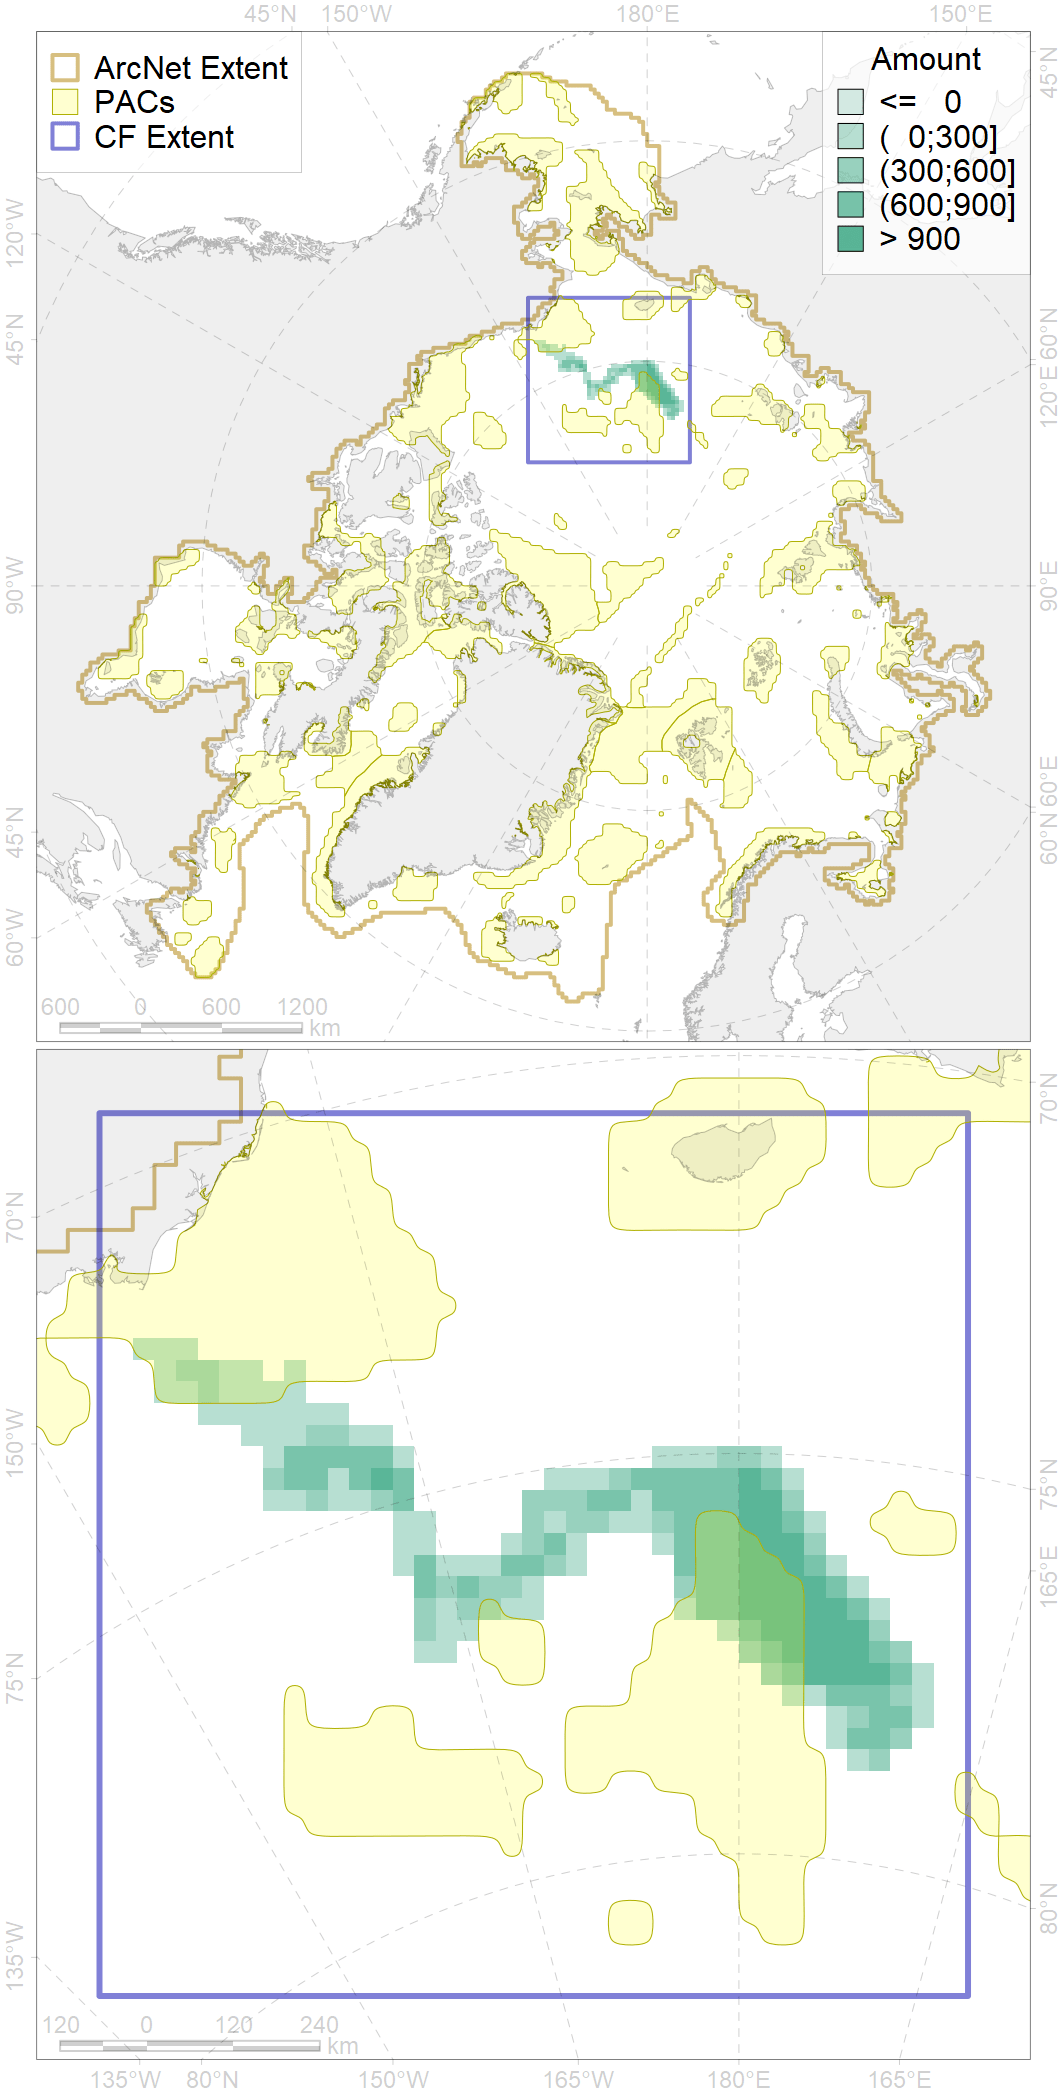 45°N 150°W 180°E 150°E
ArcNet Extent
PACs
CF Extent
Amount
<= 0
( 0;300]
(300;600]
(600;900]
> 900
120°W
45°N
90°W
45°N
60°W
45°N
60°N
120°E
90°E
60°E
60°N
600 0 600 1200
km
70°N
150°W
75°N
135°W
70°N
75°N
165°E
80°N
120 0 120 240
km
135°W 80°N 150°W 165°W 180°E 165°E